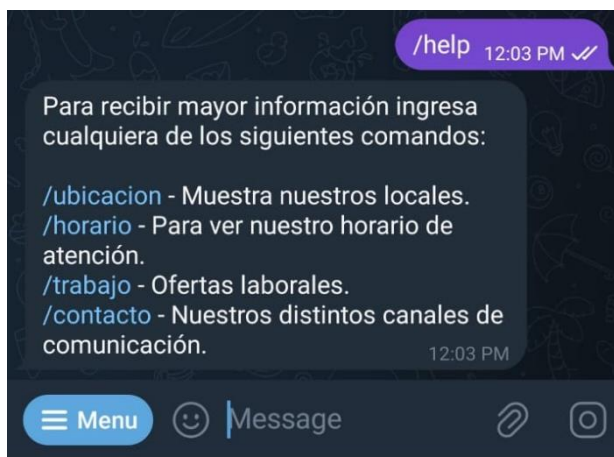 /help 12:03 PM
Para recibir mayor información ingresa
cualquiera de los siguientes comandos:
/ubicacion - Muestra nuestros locales.
/horario - Para ver nuestro horario de
atención.
/trabajo - Ofertas laborales.
/contacto - Nuestros distintos canales de
comunicación. 12:03 PM
Menu Message